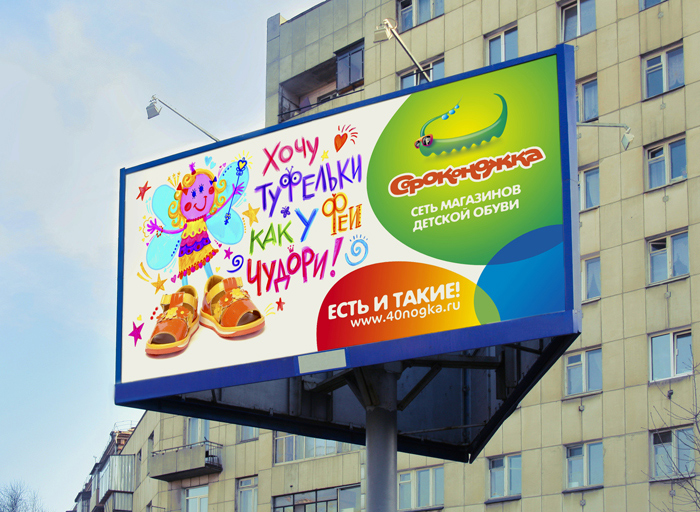 Хочу
туфельки
как у феи
Чудори!
Сороконожка
СЕТЬ МАГАЗИНОВ
ДЕТСКОЙ ОБУВИ
ЕСТЬ И ТАКИЕ!
www.40nogka.ru